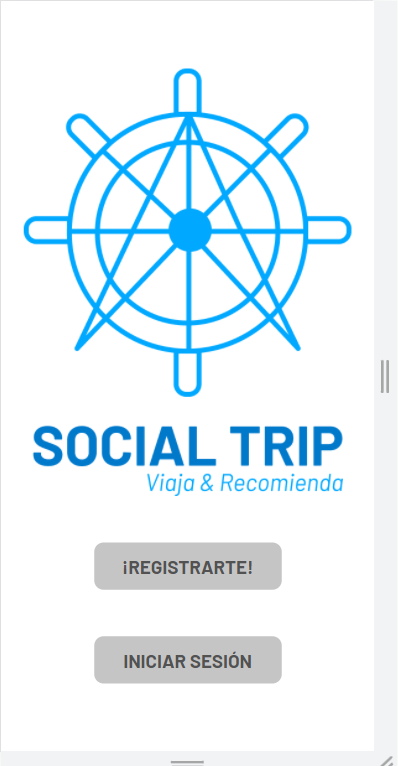 SOCIAL TRIP
Viaja & Recomienda
¡REGISTRARTE!
INICIAR SESIÓN